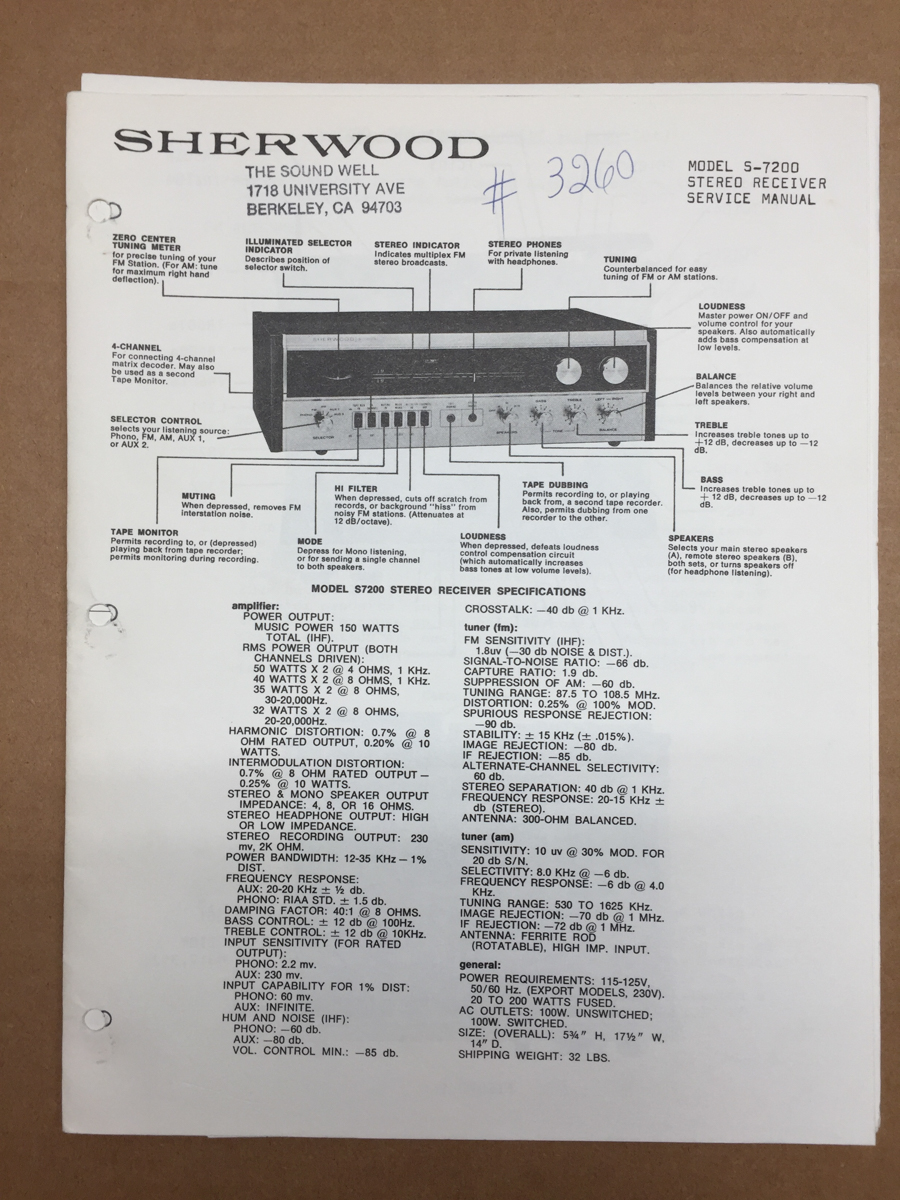 SHERWOOD
THE SOUND WELL
1718 UNIVERSITY AVE
BERKELEY, CA 94703
# 3260
MODEL S-7200
STEREO RECEIVER
SERVICE MANUAL
ZERO CENTER
TUNING METER
for precise tuning of your
FM Station. (For AM: tune
for maximum right hand
deflection).
ILLUMINATED SELECTOR
INDICATOR
Describes position of
selector switch.
STEREO INDICATOR
Indicates multiplex FM
stereo broadcasts.
STEREO PHONES
For private listening
with headphones.
TUNING
Counterbalanced for easy
tuning of FM or AM stations.
LOUDNESS
Master power ON/OFF and
volume control for your
speakers. Also automatically
adds bass compensation at
low levels.
4-CHANNEL
For connecting 4-channel
matrix decoder. May also
be used as a second
Tape Monitor.
BALANCE
Balances the relative volume
levels between your right and
left speakers.
SELECTOR CONTROL
selects your listening source:
Phono, FM, AM, AUX 1,
or AUX 2.
TREBLE
Increases treble tones up to
+12 dB, decreases up to —12
dB.
SELECTOR
SPEAKERS
BASS
TREBLE
TONE
LEFT
RIGHT
BALANCE
BASS
Increases treble tones up to
+ 12 dB, decreases up to —12
dB.
MUTING
When depressed, removes FM
interstation noise.
HI FILTER
When depressed, cuts off scratch from
records, or background "hiss" from
noisy FM stations. (Attenuates at
12 dB/octave).
TAPE DUBBING
Permits recording to, or playing
back from, a second tape recorder.
Also, permits dubbing from one
recorder to the other.
TAPE MONITOR
Permits recording to, or (depressed)
playing back from tape recorder;
permits monitoring during recording.
MODE
Depress for Mono listening,
or for sending a single channel
to both speakers.
LOUDNESS
When depressed, defeats loudness
control compensation circuit
(which automatically increases
bass tones at low volume levels).
SPEAKERS
Selects your main stereo speakers
(A), remote stereo speakers (B),
both sets, or turns speakers off
(for headphone listening).
MODEL S7200 STEREO RECEIVER SPECIFICATIONS
amplifier:
POWER OUTPUT:
MUSIC POWER 150 WATTS
TOTAL (IHF).
RMS POWER OUTPUT (BOTH
CHANNELS DRIVEN):
50 WATTS X 2 @ 4 OHMS, 1 KHz.
40 WATTS X 2 @ 8 OHMS, 1 KHz.
35 WATTS X 2 @ 8 OHMS,
30-20,000Hz.
32 WATTS X 2 @ 8 OHMS,
20-20,000Hz.
HARMONIC DISTORTION: 0.7% @ 8
OHM RATED OUTPUT, 0.20% @ 10
WATTS.
INTERMODULATION DISTORTION:
0.7% @ 8 OHM RATED OUTPUT —
0.25% @ 10 WATTS.
STEREO & MONO SPEAKER OUTPUT
IMPEDANCE: 4, 8, OR 16 OHMS.
STEREO HEADPHONE OUTPUT: HIGH
OR LOW IMPEDANCE.
STEREO RECORDING OUTPUT: 230
mv, 2K OHM.
POWER BANDWIDTH: 12-35 KHz — 1%
DIST.
FREQUENCY RESPONSE:
AUX: 20-20 KHz ± ½ db.
PHONO: RIAA STD. ± 1.5 db.
DAMPING FACTOR: 40:1 @ 8 OHMS.
BASS CONTROL: ± 12 db @ 100Hz.
TREBLE CONTROL: ± 12 db @ 10KHz.
INPUT SENSITIVITY (FOR RATED
OUTPUT):
PHONO: 2.2 mv.
AUX: 230 mv.
INPUT CAPABILITY FOR 1% DIST:
PHONO: 60 mv.
AUX: INFINITE.
HUM AND NOISE (IHF):
PHONO: —60 db.
AUX: —80 db.
VOL. CONTROL MIN.: —85 db.
CROSSTALK: —40 db @ 1 KHz.
tuner (fm):
FM SENSITIVITY (IHF):
1.8uv (—30 db NOISE & DIST.).
SIGNAL-TO-NOISE RATIO: —66 db.
CAPTURE RATIO: 1.9 db.
SUPPRESSION OF AM: —60 db.
TUNING RANGE: 87.5 TO 108.5 MHz.
DISTORTION: 0.25% @ 100% MOD.
SPURIOUS RESPONSE REJECTION:
—90 db.
STABILITY: ± 15 KHz (± .015%).
IMAGE REJECTION: —80 db.
IF REJECTION: —85 db.
ALTERNATE-CHANNEL SELECTIVITY:
60 db.
STEREO SEPARATION: 40 db @ 1 KHz.
FREQUENCY RESPONSE: 20-15 KHz ±
db (STEREO).
ANTENNA: 300-OHM BALANCED.
tuner (am)
SENSITIVITY: 10 uv @ 30% MOD. FOR
20 db S/N.
SELECTIVITY: 8.0 KHz @ —6 db.
FREQUENCY RESPONSE: —6 db @ 4.0
KHz.
TUNING RANGE: 530 TO 1625 KHz.
IMAGE REJECTION: —70 db @ 1 MHz.
IF REJECTION: —72 db @ 1 MHz.
ANTENNA: FERRITE ROD
(ROTATABLE), HIGH IMP. INPUT.
general:
POWER REQUIREMENTS: 115-125V,
50/60 Hz. (EXPORT MODELS, 230V).
20 TO 200 WATTS FUSED.
AC OUTLETS: 100W. UNSWITCHED;
100W. SWITCHED.
SIZE: (OVERALL): 5¾" H, 17½" W,
14" D.
SHIPPING WEIGHT: 32 LBS.